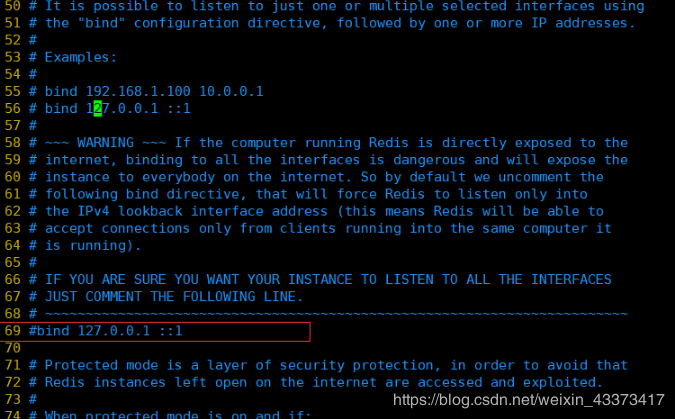 50 # It is possible to listen to just one or multiple selected interfaces using
51 # the "bind" configuration directive, followed by one or more IP addresses.
52 #
53 # Examples:
54 #
55 # bind 192.168.1.100 10.0.0.1
56 # bind 127.0.0.1 ::1
57 #
58 # ~~~ WARNING ~~~ If the computer running Redis is directly exposed to the
59 # internet, binding to all the interfaces is dangerous and will expose the
60 # instance to everybody on the internet. So by default we uncomment the
61 # following bind directive, that will force Redis to listen only into
62 # the IPv4 lookback interface address (this means Redis will be able to
63 # accept connections only from clients running into the same computer it
64 # is running).
65 #
66 # IF YOU ARE SURE YOU WANT YOUR INSTANCE TO LISTEN TO ALL THE INTERFACES
67 # JUST COMMENT THE FOLLOWING LINE.
68 # ~~~~~~~~~~~~~~~~~~~~~~~~~~~~~~~~~~~~~~~~~~~~~~~~~~~~~~~~~~~~~~~~~~~~~~~~
69 #bind 127.0.0.1 ::1
70
71 # Protected mode is a layer of security protection, in order to avoid that
72 # Redis instances left open on the internet are accessed and exploited.
73 #
74 # When protected mode is on and if:
https://blog.csdn.net/weixin_43373417